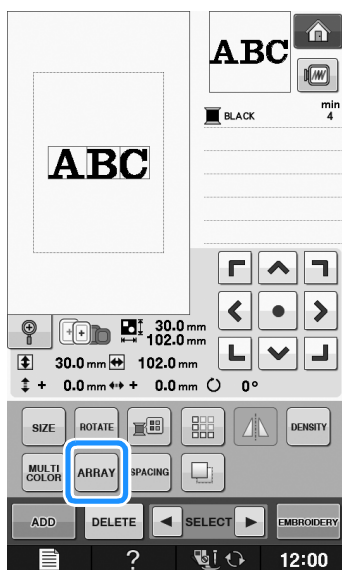 ABC
min
BLACK 4
ABC
30.0 mm
102.0 mm
30.0 mm 102.0 mm
+ 0.0 mm + 0.0 mm 0°
SIZE ROTATE DENSITY
MULTI COLOR ARRAY SPACING
ADD DELETE SELECT EMBROIDERY
? 12:00